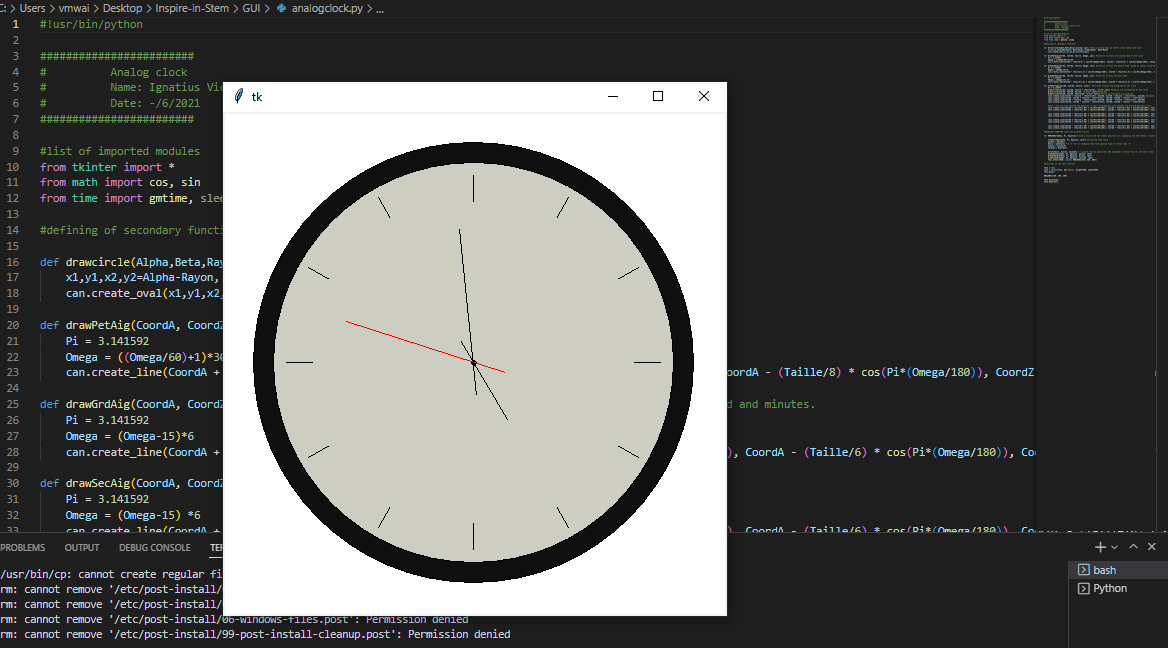 C: > Users > vmwai > Desktop > Inspire-in-Stem > GUI > analogclock.py > ...
1 #!usr/bin/python
2
3 ########################
4 # Analog clock
5 # Name: Ignatius Vic
6 # Date: -/6/2021
7 ########################
8
9 #list of imported modules
10 from tkinter import *
11 from math import cos, sin
12 from time import gmtime, slee
13
14 #defining of secondary functi
15
16 def drawcircle(Alpha,Beta,Ray
17 x1,y1,x2,y2=Alpha-Rayon,
18 can.create_oval(x1,y1,x2,
19
20 def drawPetAig(CoordA, CoordZ
21 Pi = 3.141592
22 Omega = ((Omega/60)+1)*30
23 can.create_line(CoordA + oordA - (Taille/8) * cos(Pi*(Omega/180)), CoordZ
24
25 def drawGrdAig(CoordA, CoordZ d and minutes.
26 Pi = 3.141592
27 Omega = (Omega-15)*6
28 can.create_line(CoordA + ), CoordA - (Taille/6) * cos(Pi*(Omega/180)), Co
29
30 def drawSecAig(CoordA, CoordZ
31 Pi = 3.141592
32 Omega = (Omega-15) *6
33 can.create_line(CoordA + ), CoordA - (Taille/6) * cos(Pi*(Omega/180)), Co
tk
PROBLEMS OUTPUT DEBUG CONSOLE TER
/usr/bin/cp: cannot create regular fi
rm: cannot remove '/etc/post-install/
rm: cannot remove '/etc/post-install/
rm: cannot remove '/etc/post-install/06-windows-files.post': Permission denied
rm: cannot remove '/etc/post-install/99-post-install-cleanup.post': Permission denied
bash
Python